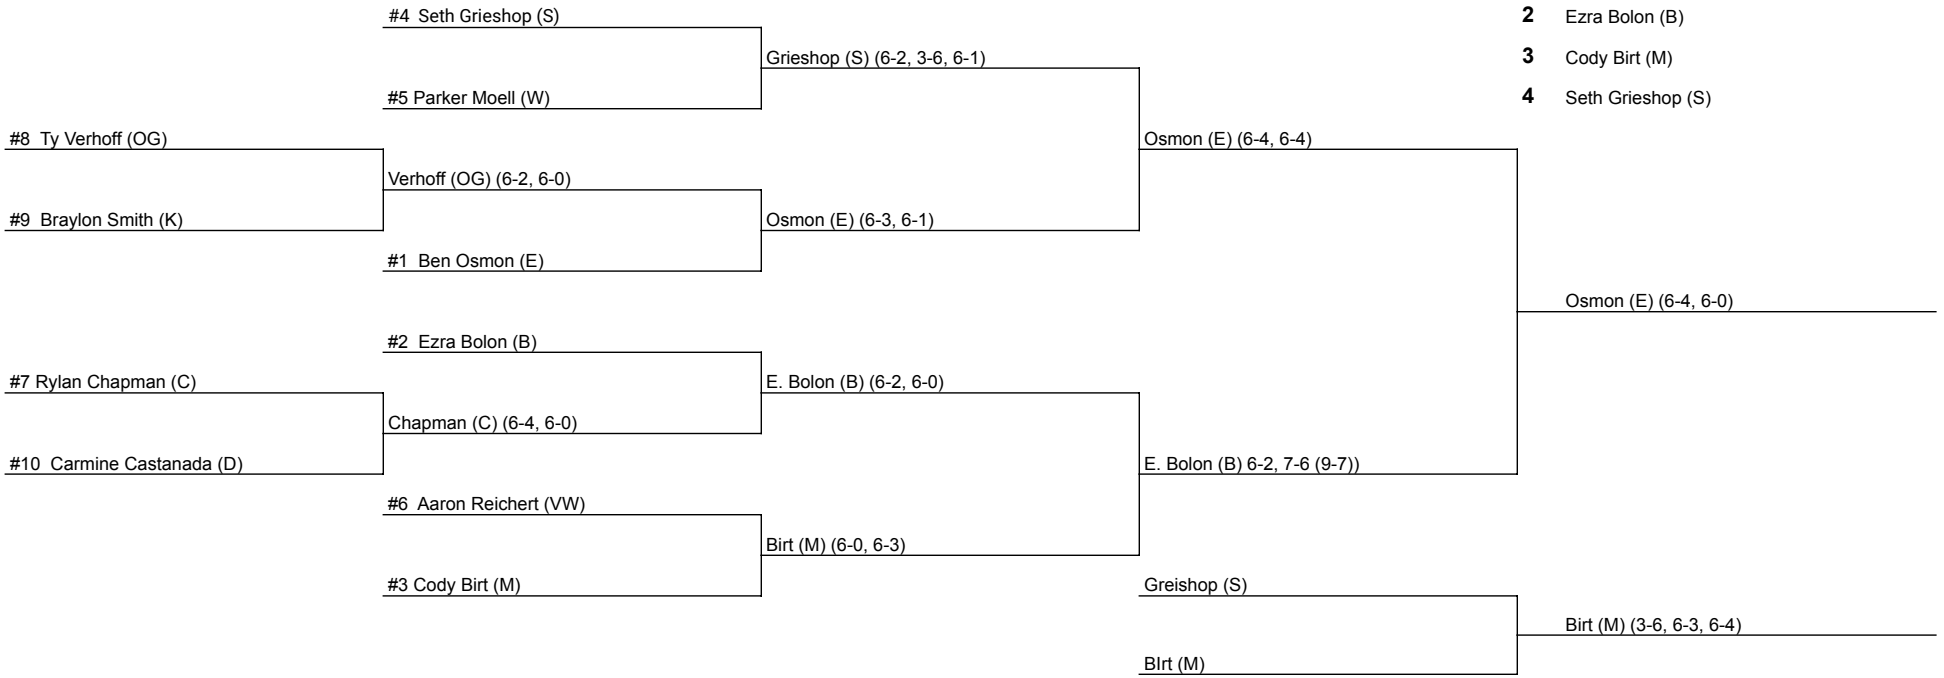 #4 Seth Grieshop (S)
2 Ezra Bolon (B)
Grieshop (S) (6-2, 3-6, 6-1)
3 Cody Birt (M)
#5 Parker Moell (W)
4 Seth Grieshop (S)
#8 Ty Verhoff (OG)
Osmon (E) (6-4, 6-4)
Verhoff (OG) (6-2, 6-0)
#9 Braylon Smith (K)
Osmon (E) (6-3, 6-1)
#1 Ben Osmon (E)
Osmon (E) (6-4, 6-0)
#2 Ezra Bolon (B)
#7 Rylan Chapman (C)
E. Bolon (B) (6-2, 6-0)
Chapman (C) (6-4, 6-0)
#10 Carmine Castanada (D)
E. Bolon (B) 6-2, 7-6 (9-7))
#6 Aaron Reichert (VW)
Birt (M) (6-0, 6-3)
#3 Cody Birt (M)
Greishop (S)
Birt (M) (3-6, 6-3, 6-4)
BIrt (M)